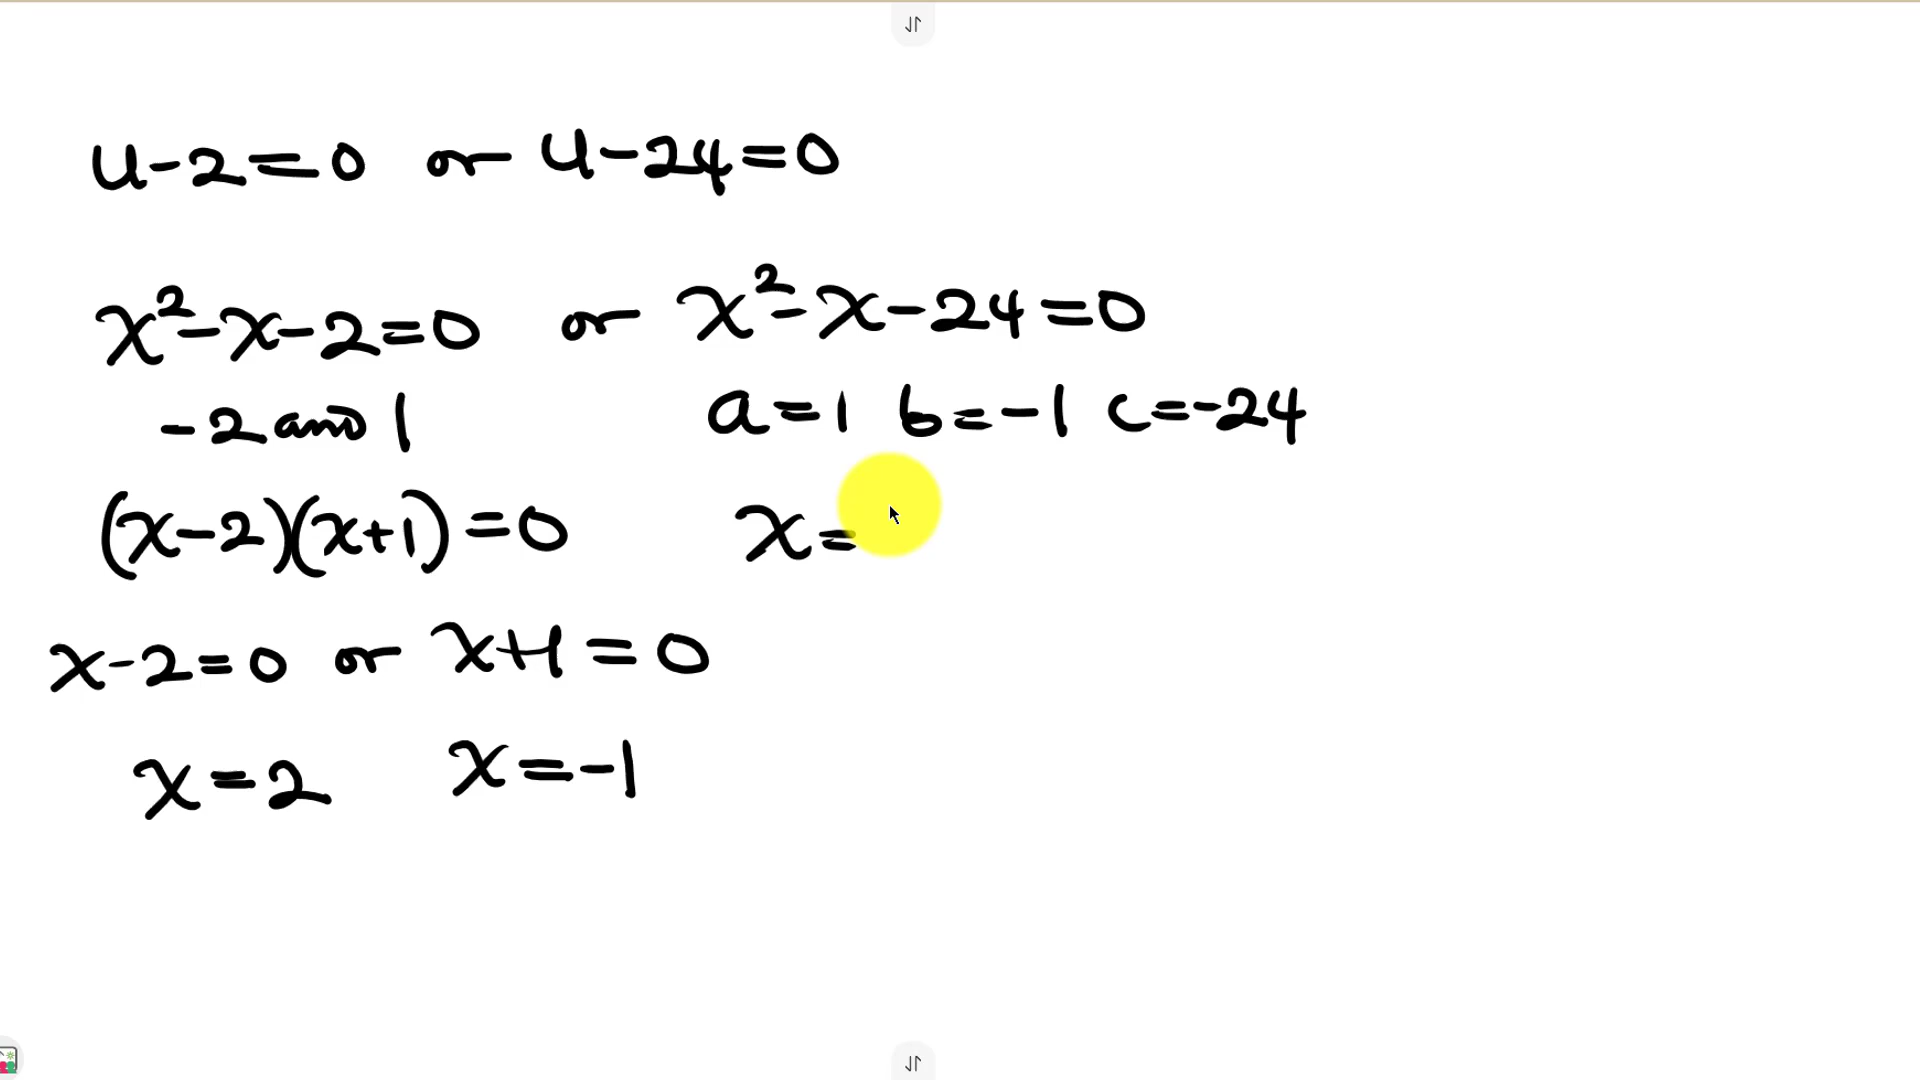 u-2=0 or u-24=0
x²-x-2=0 or x²-x-24=0
-2 and 1 a=1 b=-1 c=-24
(x-2)(x+1)=0 x=
x-2=0 or x+1=0
x=2 x=-1